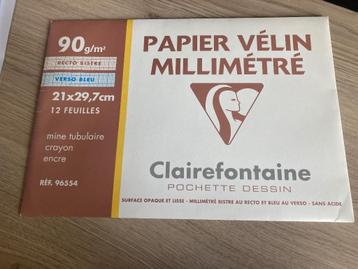 90g/m²
RECTO BISTRE
VERSO BLEU
21x29,7cm
12 FEUILLES
mine tubulaire
crayon
encre
RÉF. 96554
PAPIER VÉLIN
MILLIMÉTRÉ
Clairefontaine
POCHETTE DESSIN
SURFACE OPAQUE ET LISSE - MILLIMÉTRÉ BISTRE AU RECTO ET BLEU AU VERSO - SANS ACIDE